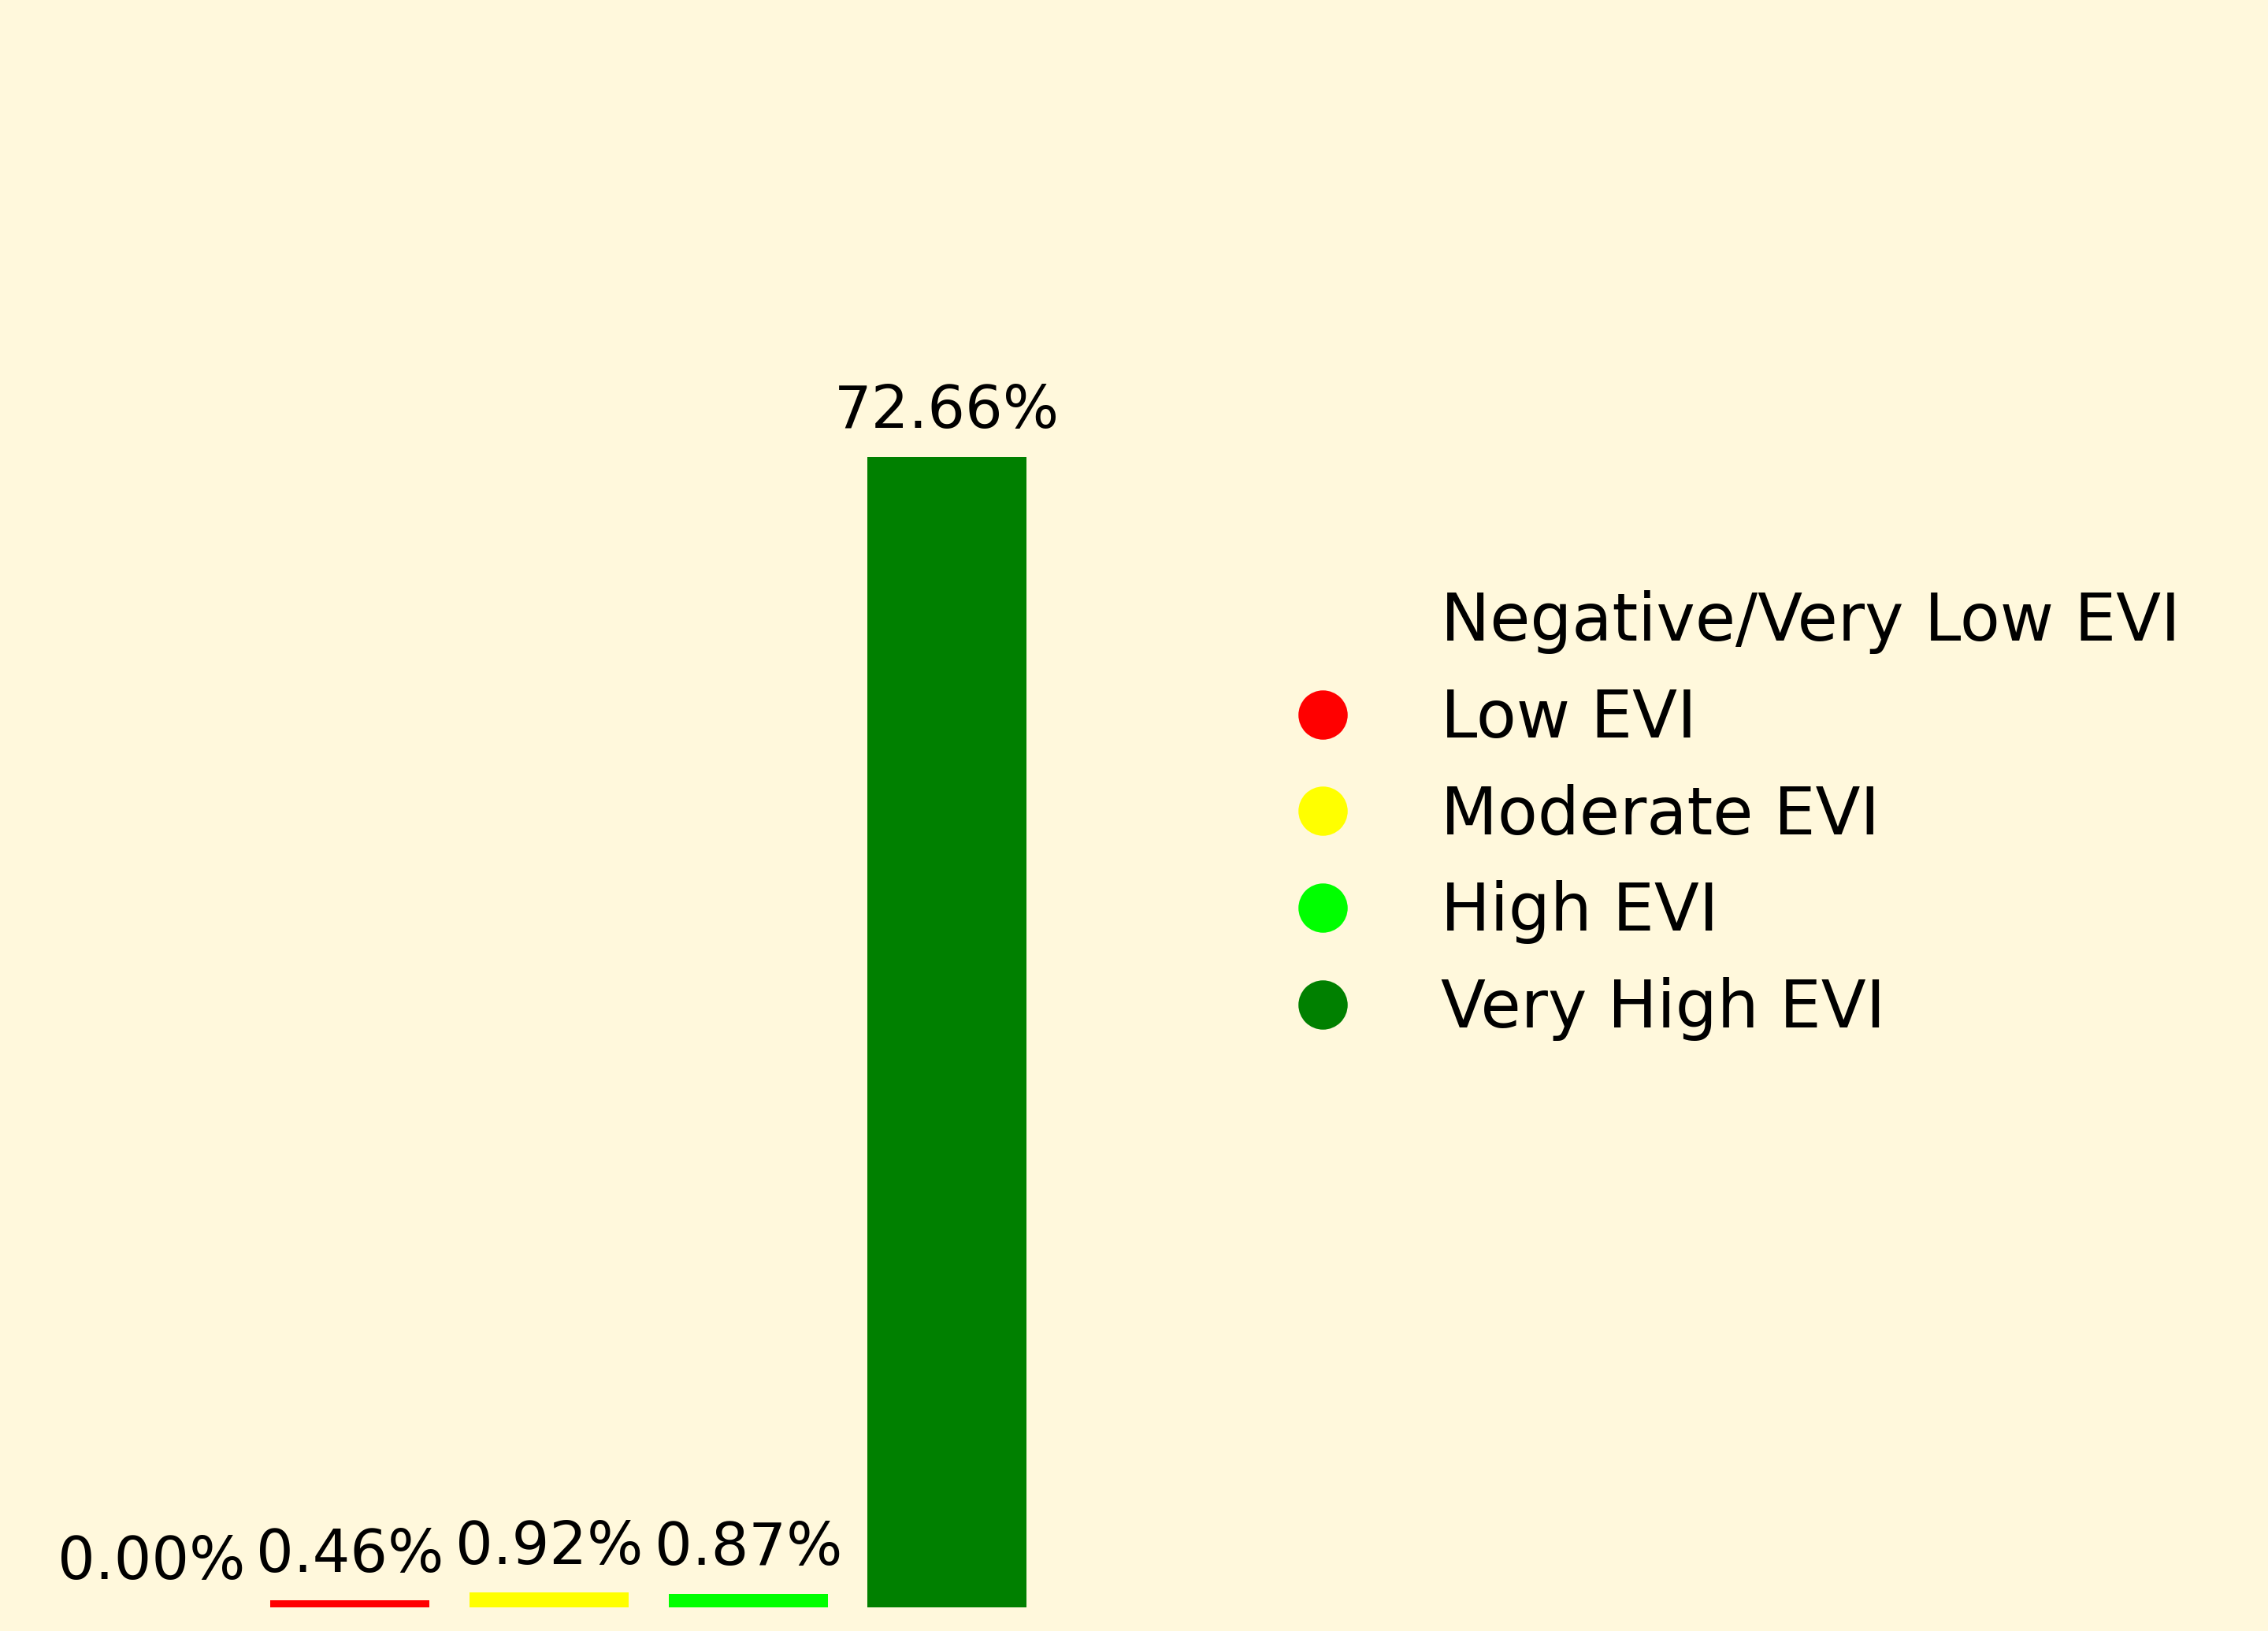 72.66%
Negative/Very Low EVI
Low EVI
Moderate EVI
High EVI
Very High EVI
0.00%
0.46%
0.92%
0.87%